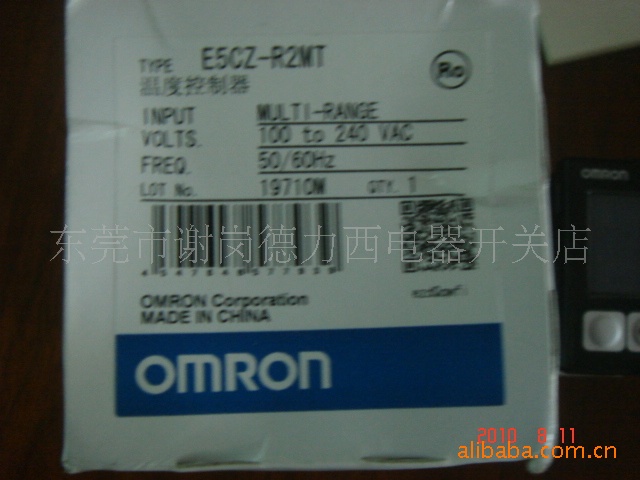 TYPE E5CZ-R2MT
温度控制器
INPUT MULTI-RANGE
VOLTS. 100 to 240 VAC
FREQ. 50/60Hz
LOT No. 19710M QTY. 1
Ro
东莞市谢岗德力西电器开关店
OMRON Corporation
MADE IN CHINA
OMRON
OMRON
2010 8 11
alibaba.com.cn